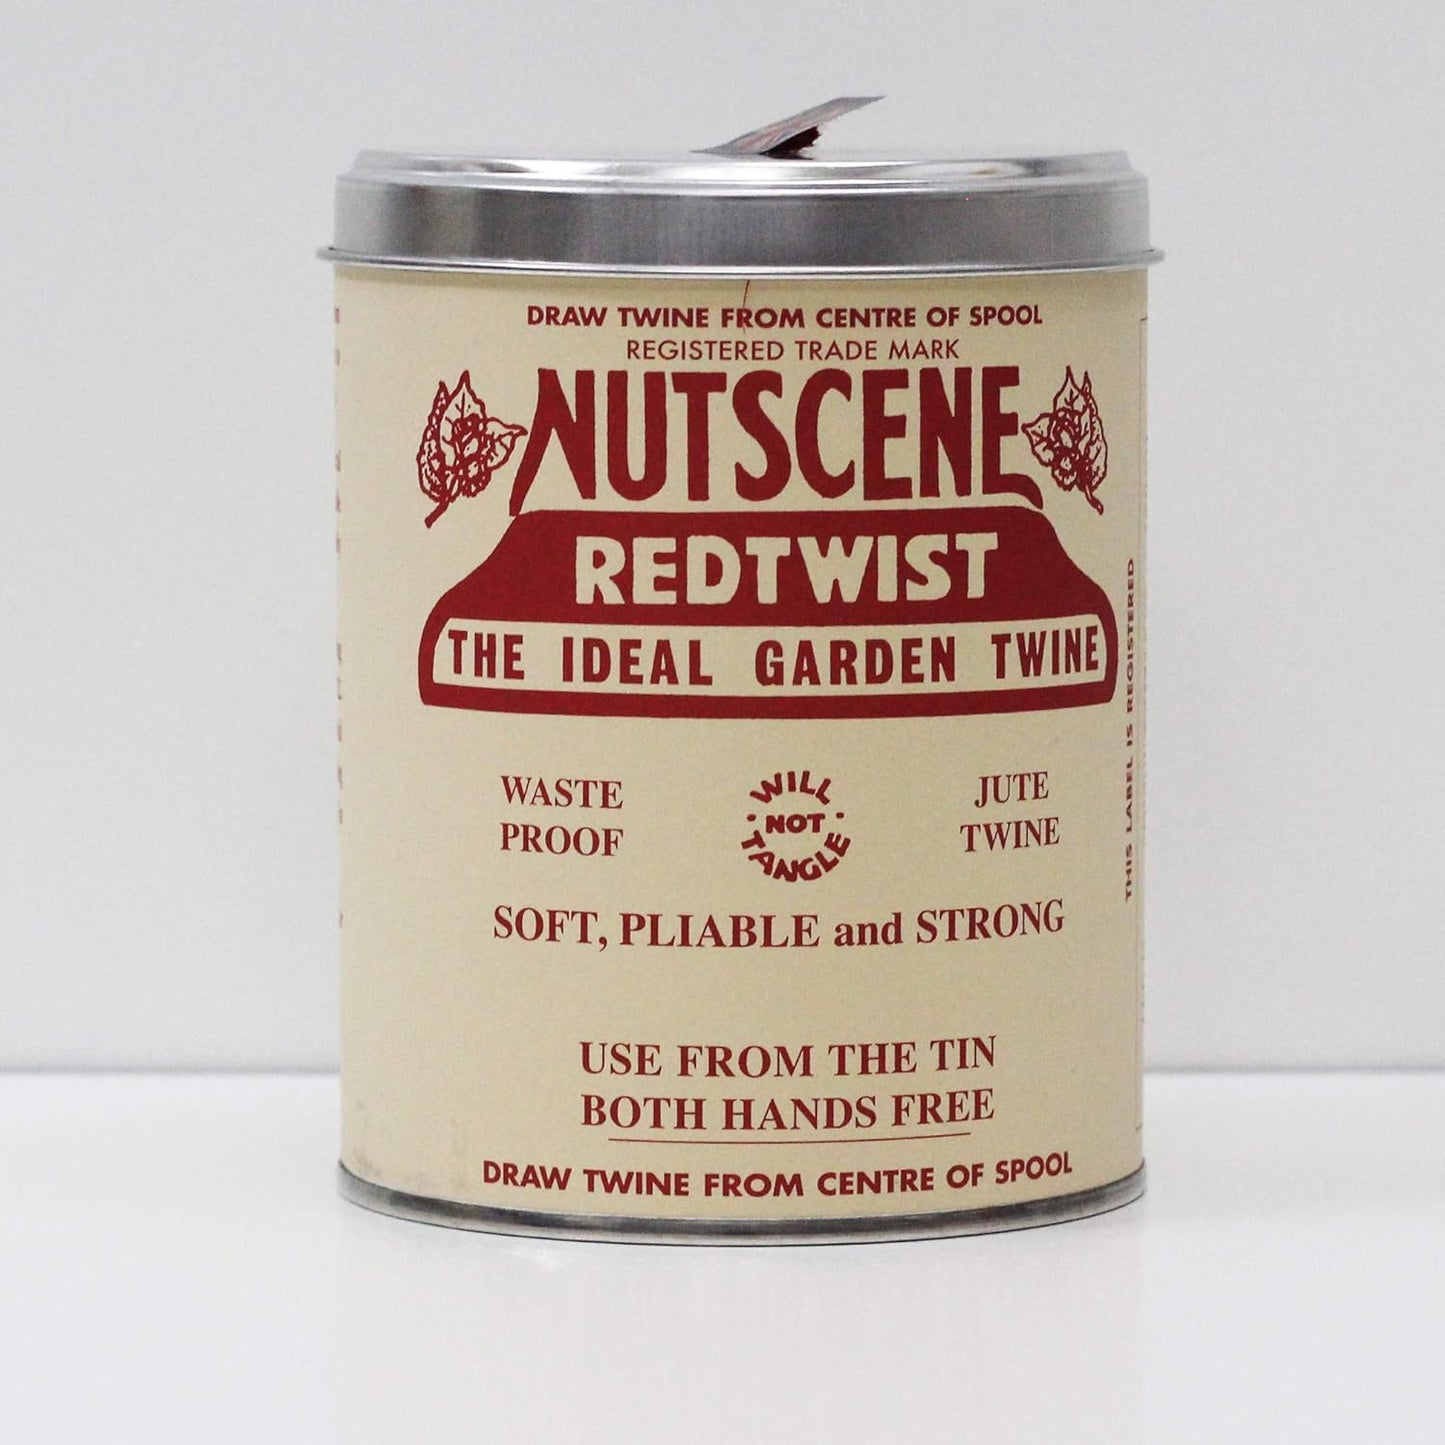 DRAW TWINE FROM CENTRE OF SPOOL
REGISTERED TRADE MARK
NUTSCENE
REDTWIST
THE IDEAL GARDEN TWINE
WASTE
PROOF
WILL
· NOT ·
TANGLE
JUTE
TWINE
SOFT, PLIABLE and STRONG
USE FROM THE TIN
BOTH HANDS FREE
DRAW TWINE FROM CENTRE OF SPOOL
THIS LABEL IS REGISTERED